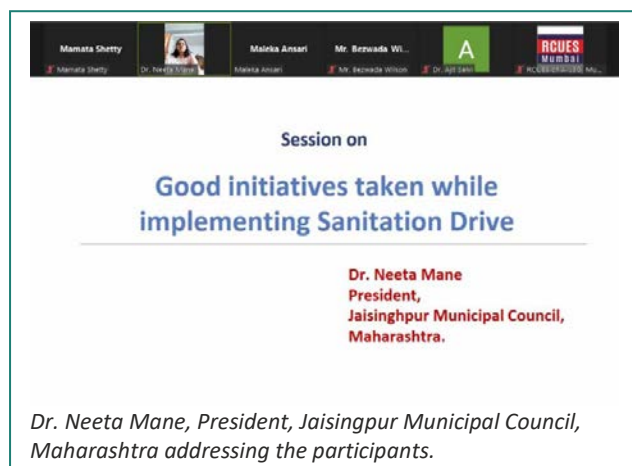 Mamata Shetty
Maleka Ansari
Mr. Bezwada Wi...
A
RCUES
Mumbai
Mamata Shetty
Dr. Neeta Mane
Maleka Ansari
Mr. Bezwada Wilson
Dr. Ajit Salvi
Session on
Good initiatives taken while
implementing Sanitation Drive
Dr. Neeta Mane
President,
Jaisinghpur Municipal Council,
Maharashtra.
Dr. Neeta Mane, President, Jaisingpur Municipal Council,
Maharashtra addressing the participants.